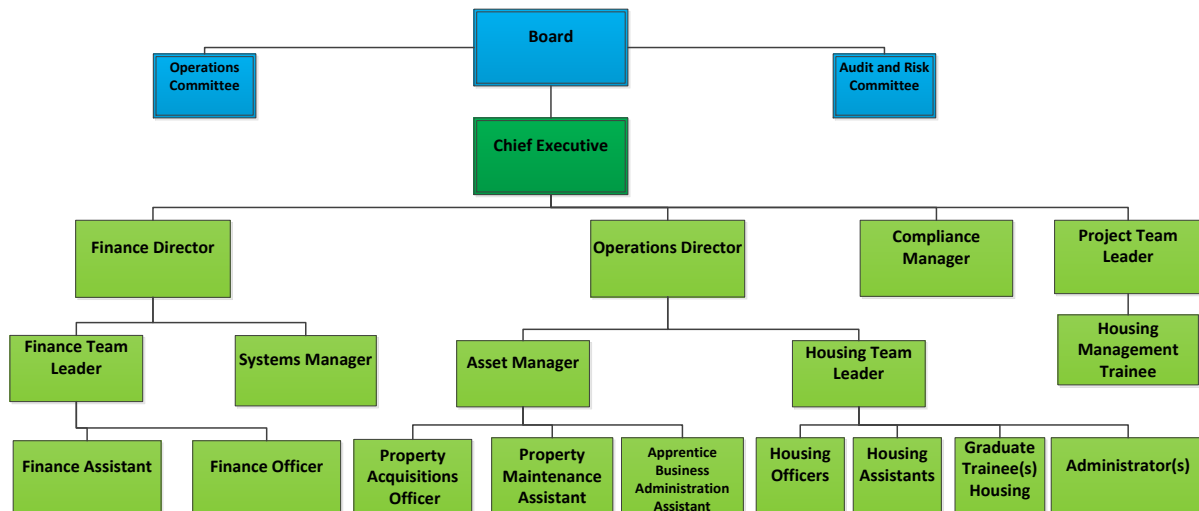 Board
Operations
Committee
Audit and Risk
Committee
Chief Executive
Finance Director
Operations Director
Compliance
Manager
Project Team
Leader
Finance Team
Leader
Systems Manager
Asset Manager
Housing Team
Leader
Housing
Management
Trainee
Finance Assistant
Finance Officer
Property
Acquisitions
Officer
Property
Maintenance
Assistant
Apprentice
Business
Administration
Assistant
Housing
Officers
Housing
Assistants
Graduate
Trainee(s)
Housing
Administrator(s)